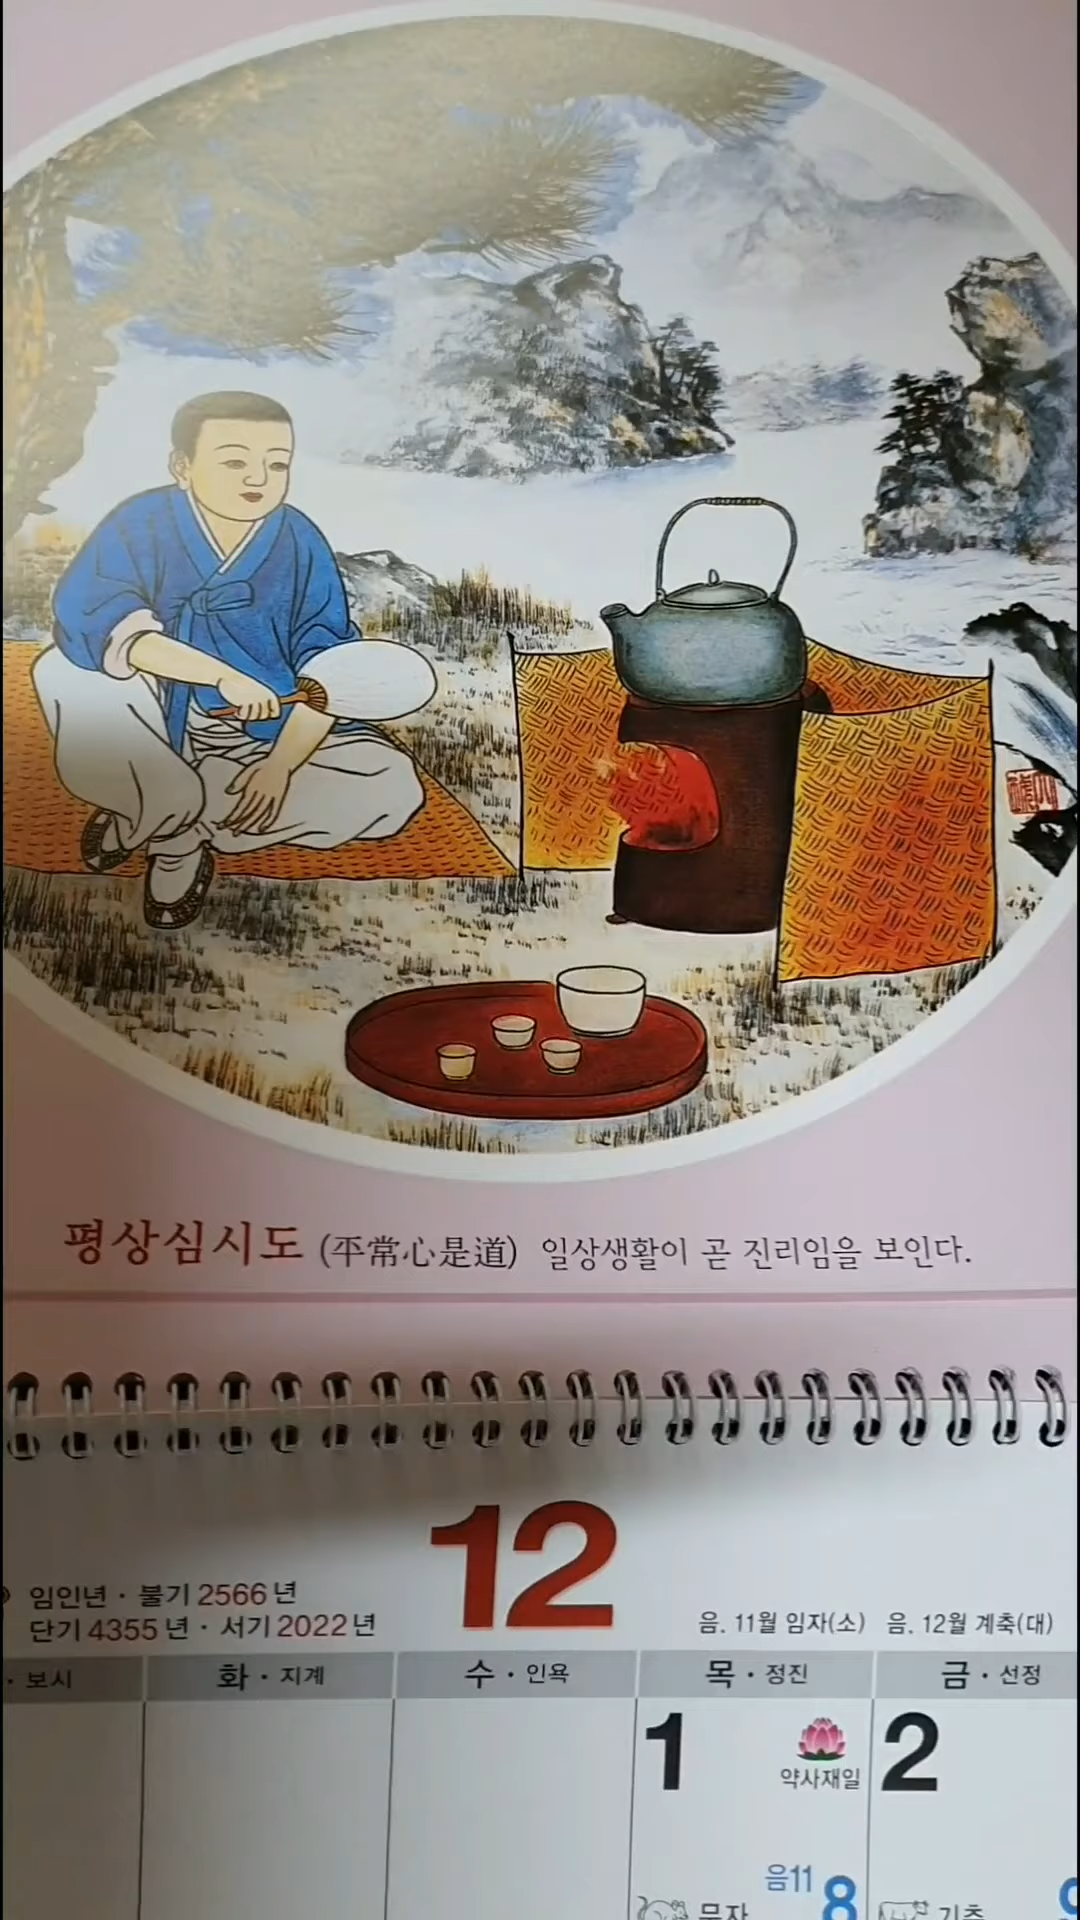 평상심시도 (平常心是道) 일상생활이 곧 진리임을 보인다.
12
임인년 · 불기 2566 년
단기 4355 년 · 서기 2022 년
음. 11월 임자(소) 음. 12월 계축(대)
· 보시 화 · 지계 수 · 인욕 목 · 정진 금 · 선정
1 2
약사재일
음11 8